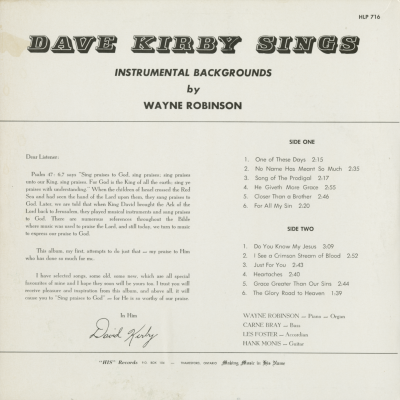 HLP 716
DAVE KIRBY SINGS
INSTRUMENTAL BACKGROUNDS
by
WAYNE ROBINSON
Dear Listener:
Psalm 47: 6,7 says "Sing praises to God, sing praises, sing praises
unto our King, sing praises. For God is the King of all the earth; sing ye
praises with understanding." When the children of Israel crossed the Red
Sea and had seen the hand of the Lord upon them, they sang praises to
God. Later, we are told that when King David brought the Ark of the
Lord back to Jerusalem, they played musical instruments and sang praises
to God. There are numerous references throughout the Bible
where music was used to praise the Lord, and still today, we turn to music
to express our praise to God.
This album, my first, attempts to do just that — my praise to Him
who has done so much for me.
I have selected songs, some old, some new, which are all special
favourites of mine and I hope they soon will be yours too. I trust you will
receive pleasure and inspiration from this album, and above all, it will
cause you to "Sing praises to God" — for He is so worthy of our praise.
In Him
David Kirby
SIDE ONE
1. One of These Days 2:15
2. No Name Has Meant So Much 2:35
3. Song of The Prodigal 2:17
4. He Giveth More Grace 2:55
5. Closer Than a Brother 2:46
6. For All My Sin 2:20
SIDE TWO
1. Do You Know My Jesus 3:09
2. I See a Crimson Stream of Blood 2:52
3. Just For You 2:43
4. Heartaches 2:40
5. Grace Greater Than Our Sins 2:44
6. The Glory Road to Heaven 1:39
WAYNE ROBINSON — Piano — Organ
CARNE BRAY — Bass
LES FOSTER — Accordion
HANK MONIS — Guitar
"HIS" Records P.O. BOX ONTARIO Making Music In His Name